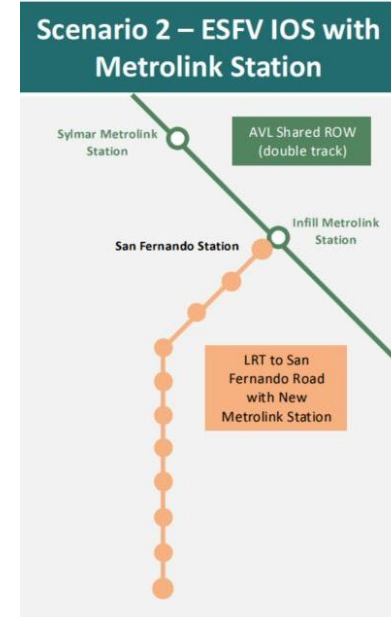 Scenario 2 – ESFV IOS with
Metrolink Station
Sylmar Metrolink
Station
AVL Shared ROW
(double track)
Infill Metrolink
Station
San Fernando Station
LRT to San
Fernando Road
with New
Metrolink Station